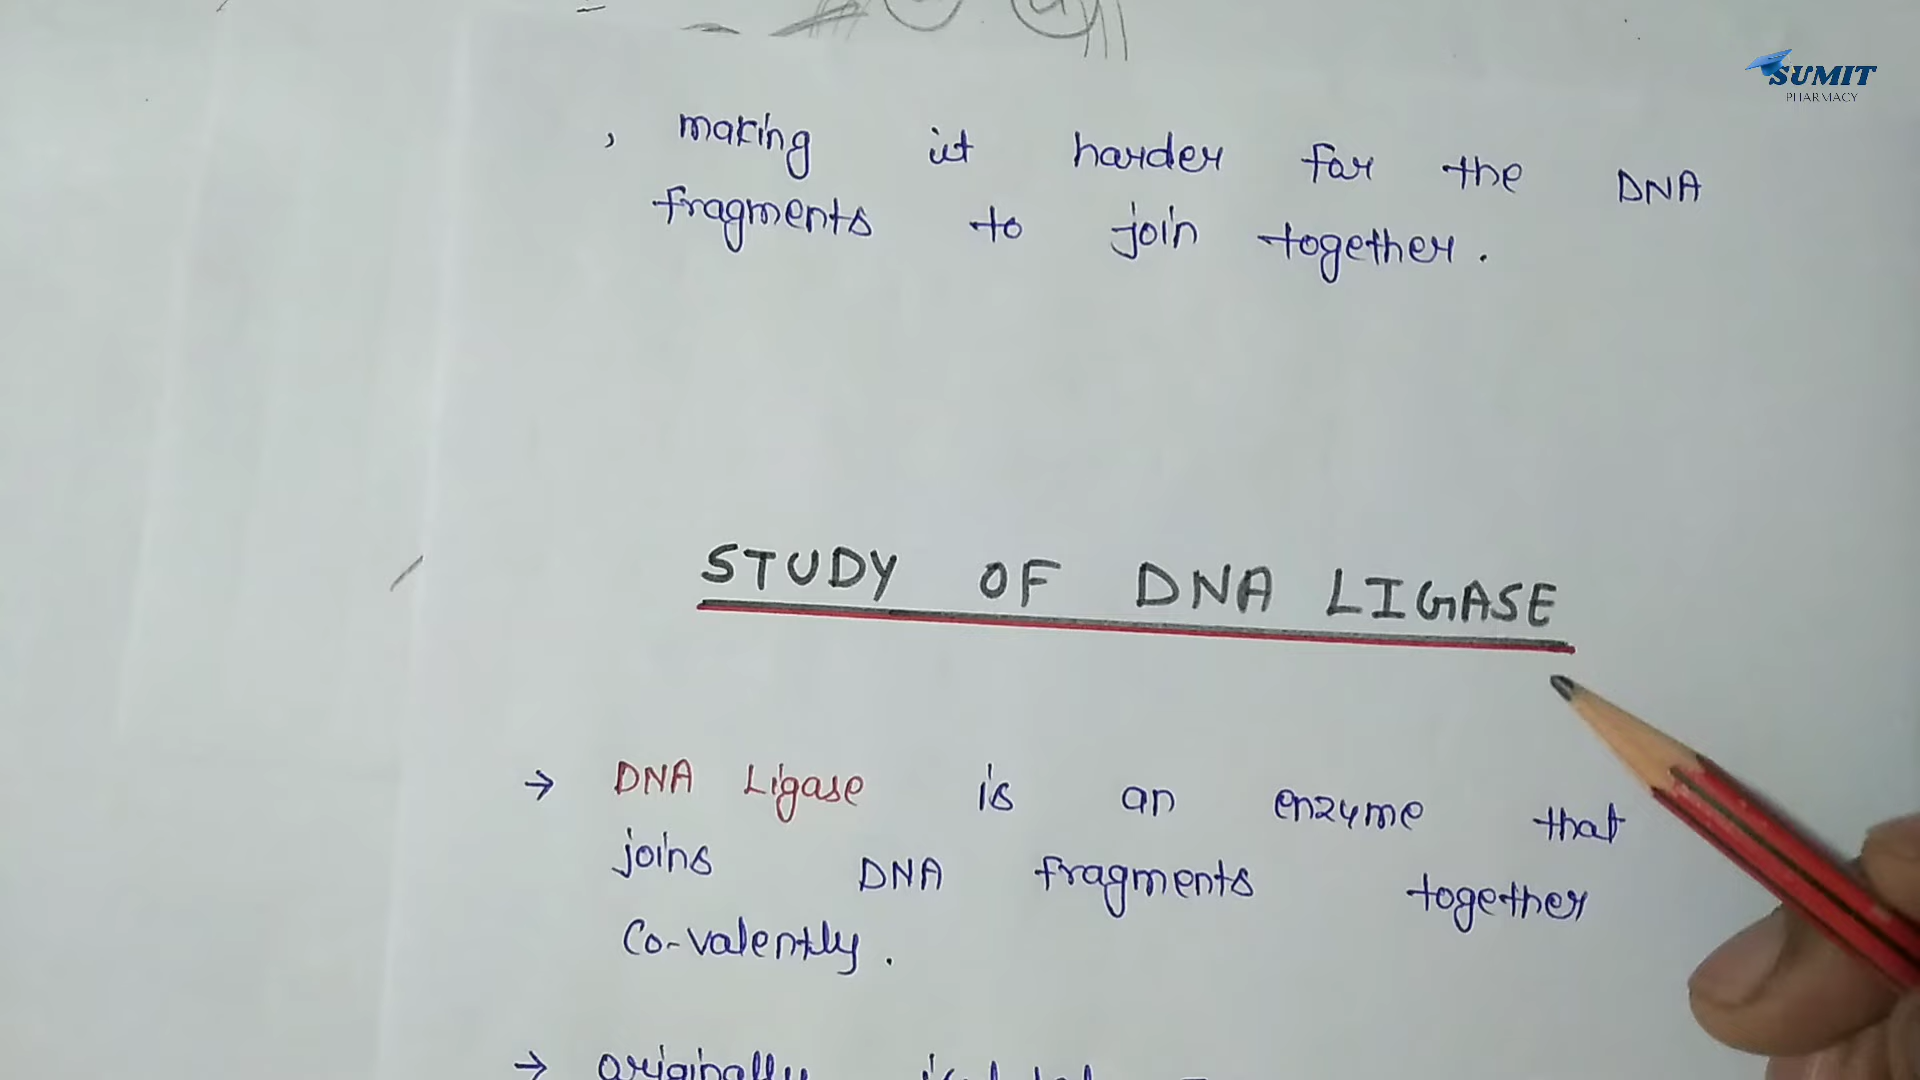 SUMIT
PHARMACY
, making it harder for the DNA
fragments to join together.
STUDY OF DNA LIGASE
→ DNA Ligase is an enzyme that
joins DNA fragments together
Co-valently.
→ originally